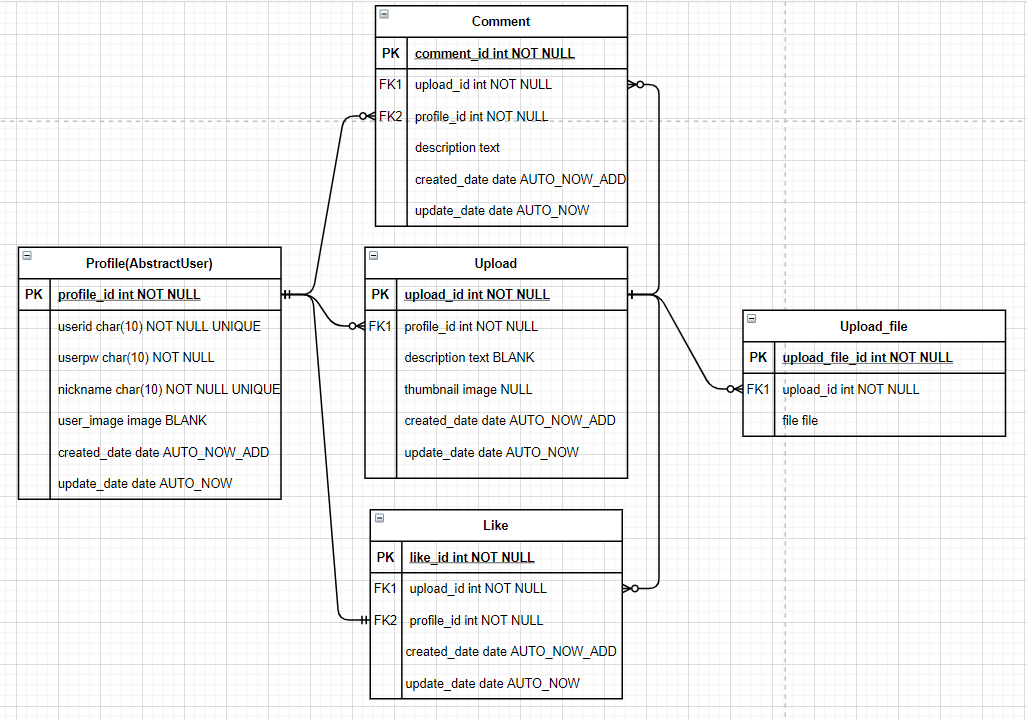 Comment
PK comment_id int NOT NULL
FK1 upload_id int NOT NULL
FK2 profile_id int NOT NULL
description text
created_date date AUTO_NOW_ADD
update_date date AUTO_NOW
Profile(AbstractUser)
PK profile_id int NOT NULL
userid char(10) NOT NULL UNIQUE
userpw char(10) NOT NULL
nickname char(10) NOT NULL UNIQUE
user_image image BLANK
created_date date AUTO_NOW_ADD
update_date date AUTO_NOW
Upload
PK upload_id int NOT NULL
FK1 profile_id int NOT NULL
description text BLANK
thumbnail image NULL
created_date date AUTO_NOW_ADD
update_date date AUTO_NOW
Upload_file
PK upload_file_id int NOT NULL
FK1 upload_id int NOT NULL
file file
Like
PK like_id int NOT NULL
FK1 upload_id int NOT NULL
FK2 profile_id int NOT NULL
created_date date AUTO_NOW_ADD
update_date date AUTO_NOW